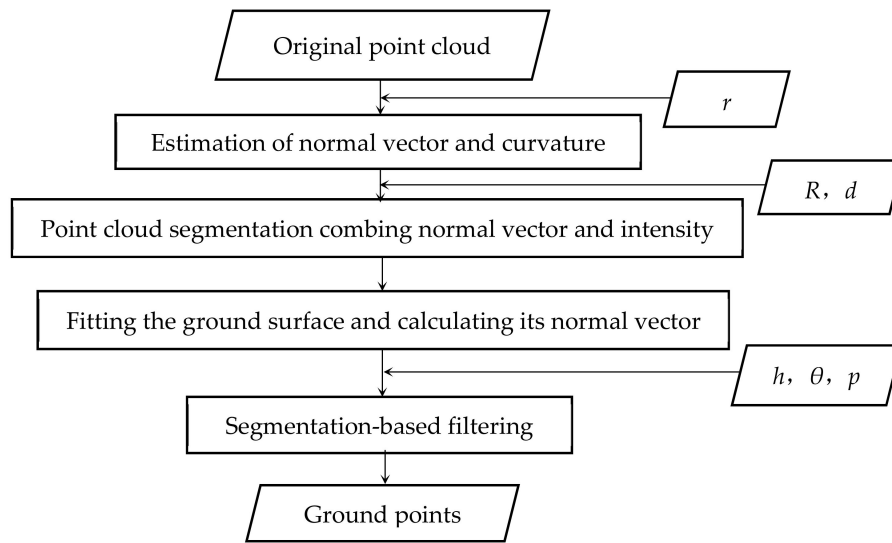 Original point cloud
r
Estimation of normal vector and curvature
R, d
Point cloud segmentation combing normal vector and intensity
Fitting the ground surface and calculating its normal vector
h, θ, p
Segmentation-based filtering
Ground points